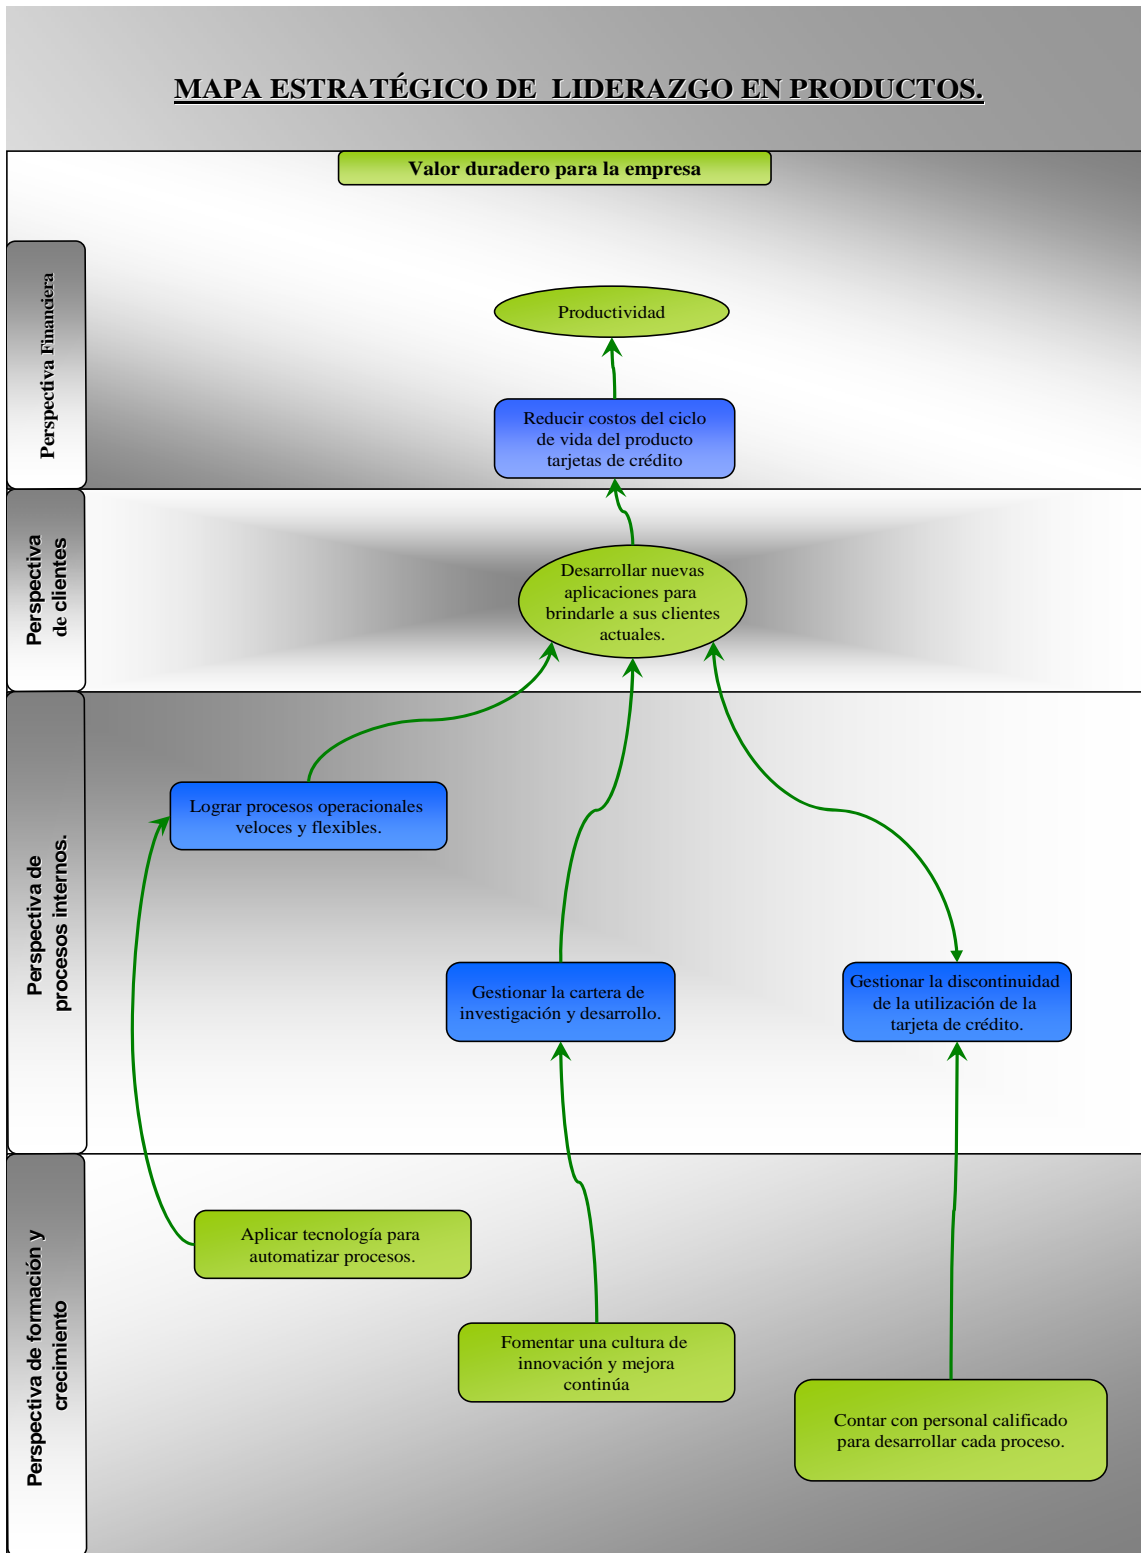 MAPA ESTRATÉGICO DE LIDERAZGO EN PRODUCTOS.
Valor duradero para la empresa
Perspectiva Financiera
Productividad
Reducir costos del ciclo
de vida del producto
tarjetas de crédito
Perspectiva
de clientes
Desarrollar nuevas
aplicaciones para
brindarle a sus clientes
actuales.
Perspectiva de
procesos internos.
Lograr procesos operacionales
veloces y flexibles.
Gestionar la cartera de
investigación y desarrollo.
Gestionar la discontinuidad
de la utilización de la
tarjeta de crédito.
Perspectiva de formación y
crecimiento
Aplicar tecnología para
automatizar procesos.
Fomentar una cultura de
innovación y mejora
continúa
Contar con personal calificado
para desarrollar cada proceso.